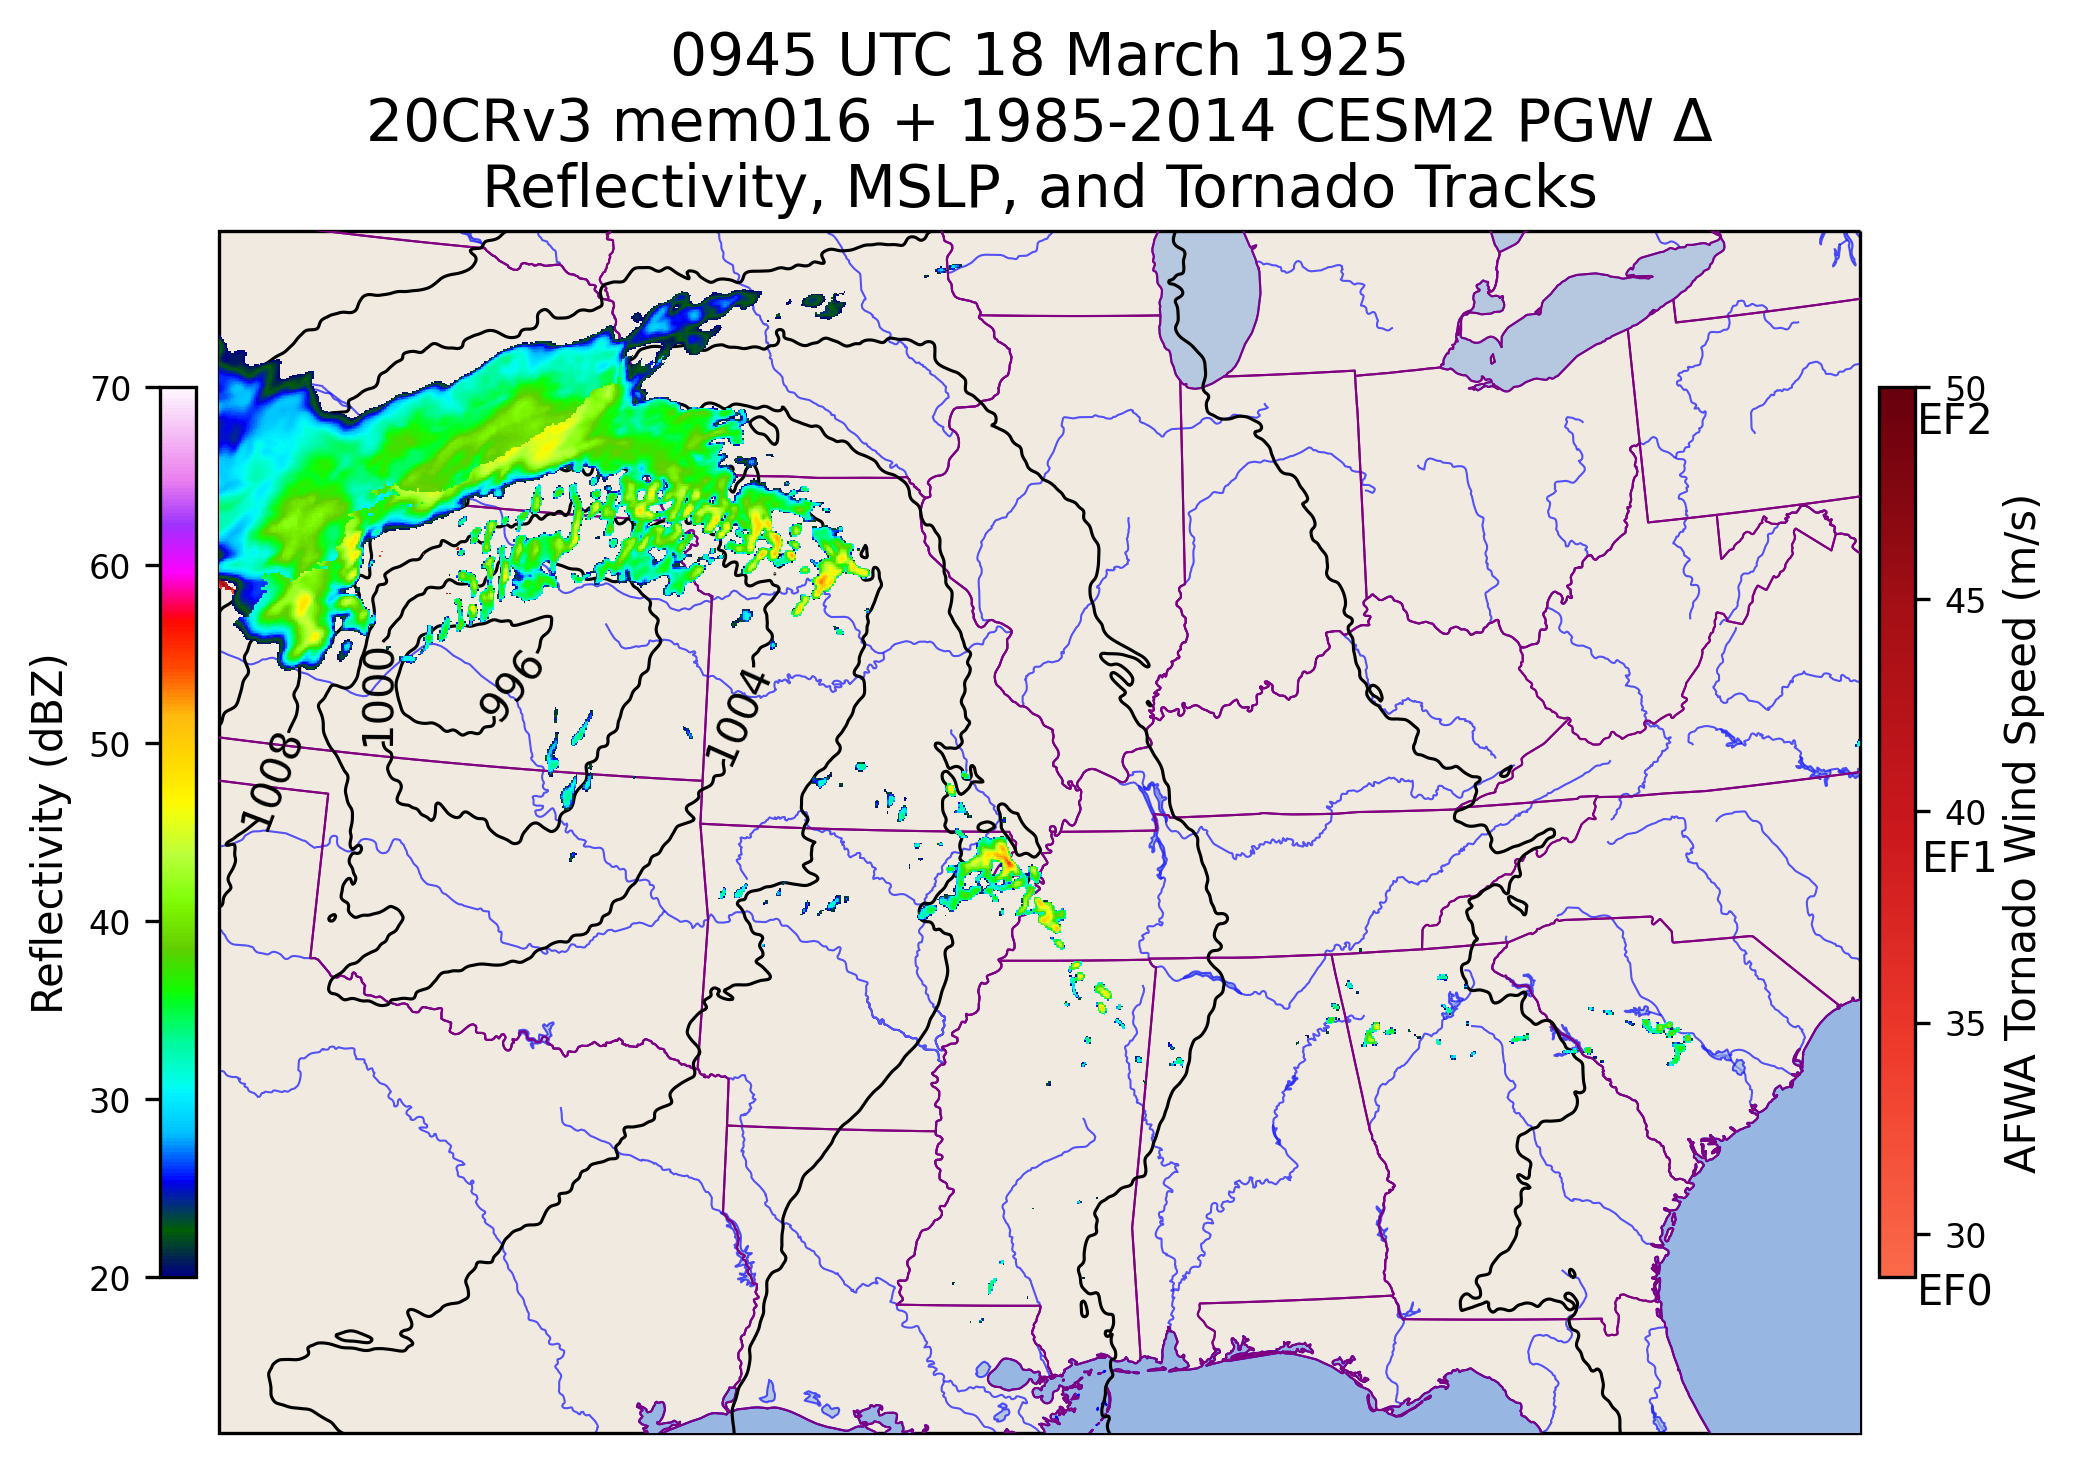 0945 UTC 18 March 1925
20CRv3 mem016 + 1985-2014 CESM2 PGW Δ
Reflectivity, MSLP, and Tornado Tracks
70
60
50
40
30
20
Reflectivity (dBZ)
1008
1000
996
1004
50
EF2
45
40
EF1
35
30
EF0
AFWA Tornado Wind Speed (m/s)